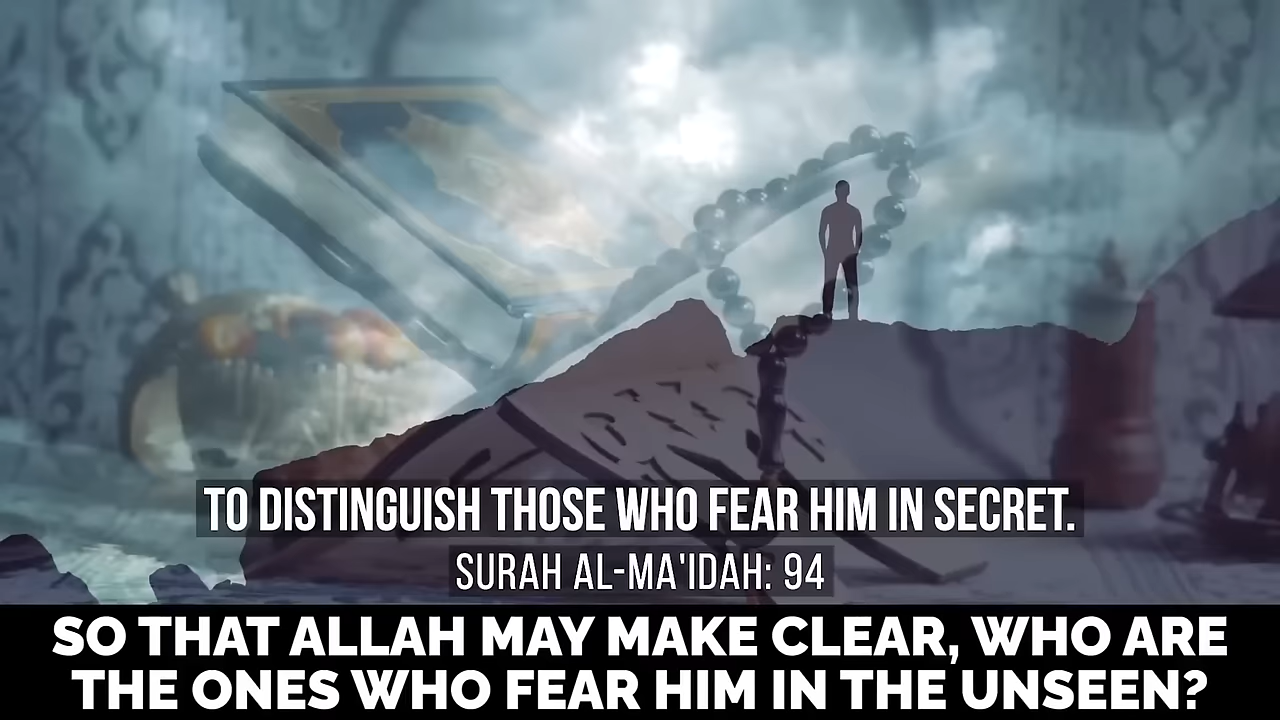 TO DISTINGUISH THOSE WHO FEAR HIM IN SECRET.
SURAH AL-MA'IDAH: 94
SO THAT ALLAH MAY MAKE CLEAR, WHO ARE
THE ONES WHO FEAR HIM IN THE UNSEEN?